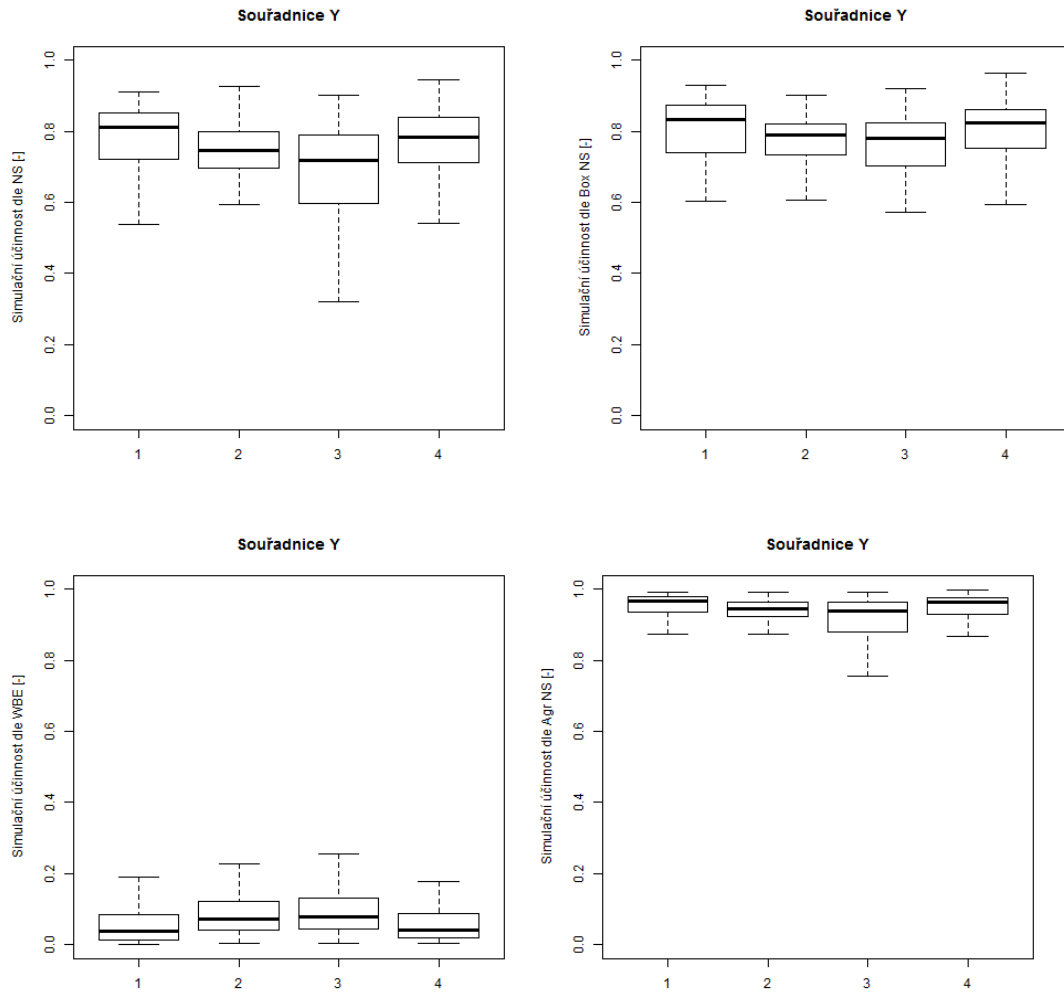 Souřadnice Y
Simulační účinnost dle NS [-]
1.0
0.8
0.6
0.4
0.2
0.0
1 2 3 4
Souřadnice Y
Simulační účinnost dle Box NS [-]
1.0
0.8
0.6
0.4
0.2
0.0
1 2 3 4
Souřadnice Y
Simulační účinnost dle WBE [-]
1.0
0.8
0.6
0.4
0.2
0.0
1 2 3 4
Souřadnice Y
Simulační účinnost dle Agr NS [-]
1.0
0.8
0.6
0.4
0.2
0.0
1 2 3 4